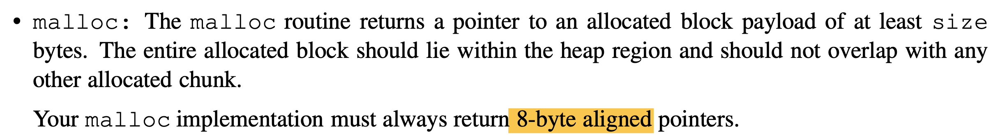 • malloc: The malloc routine returns a pointer to an allocated block payload of at least size
bytes. The entire allocated block should lie within the heap region and should not overlap with any
other allocated chunk.
Your malloc implementation must always return 8-byte aligned pointers.